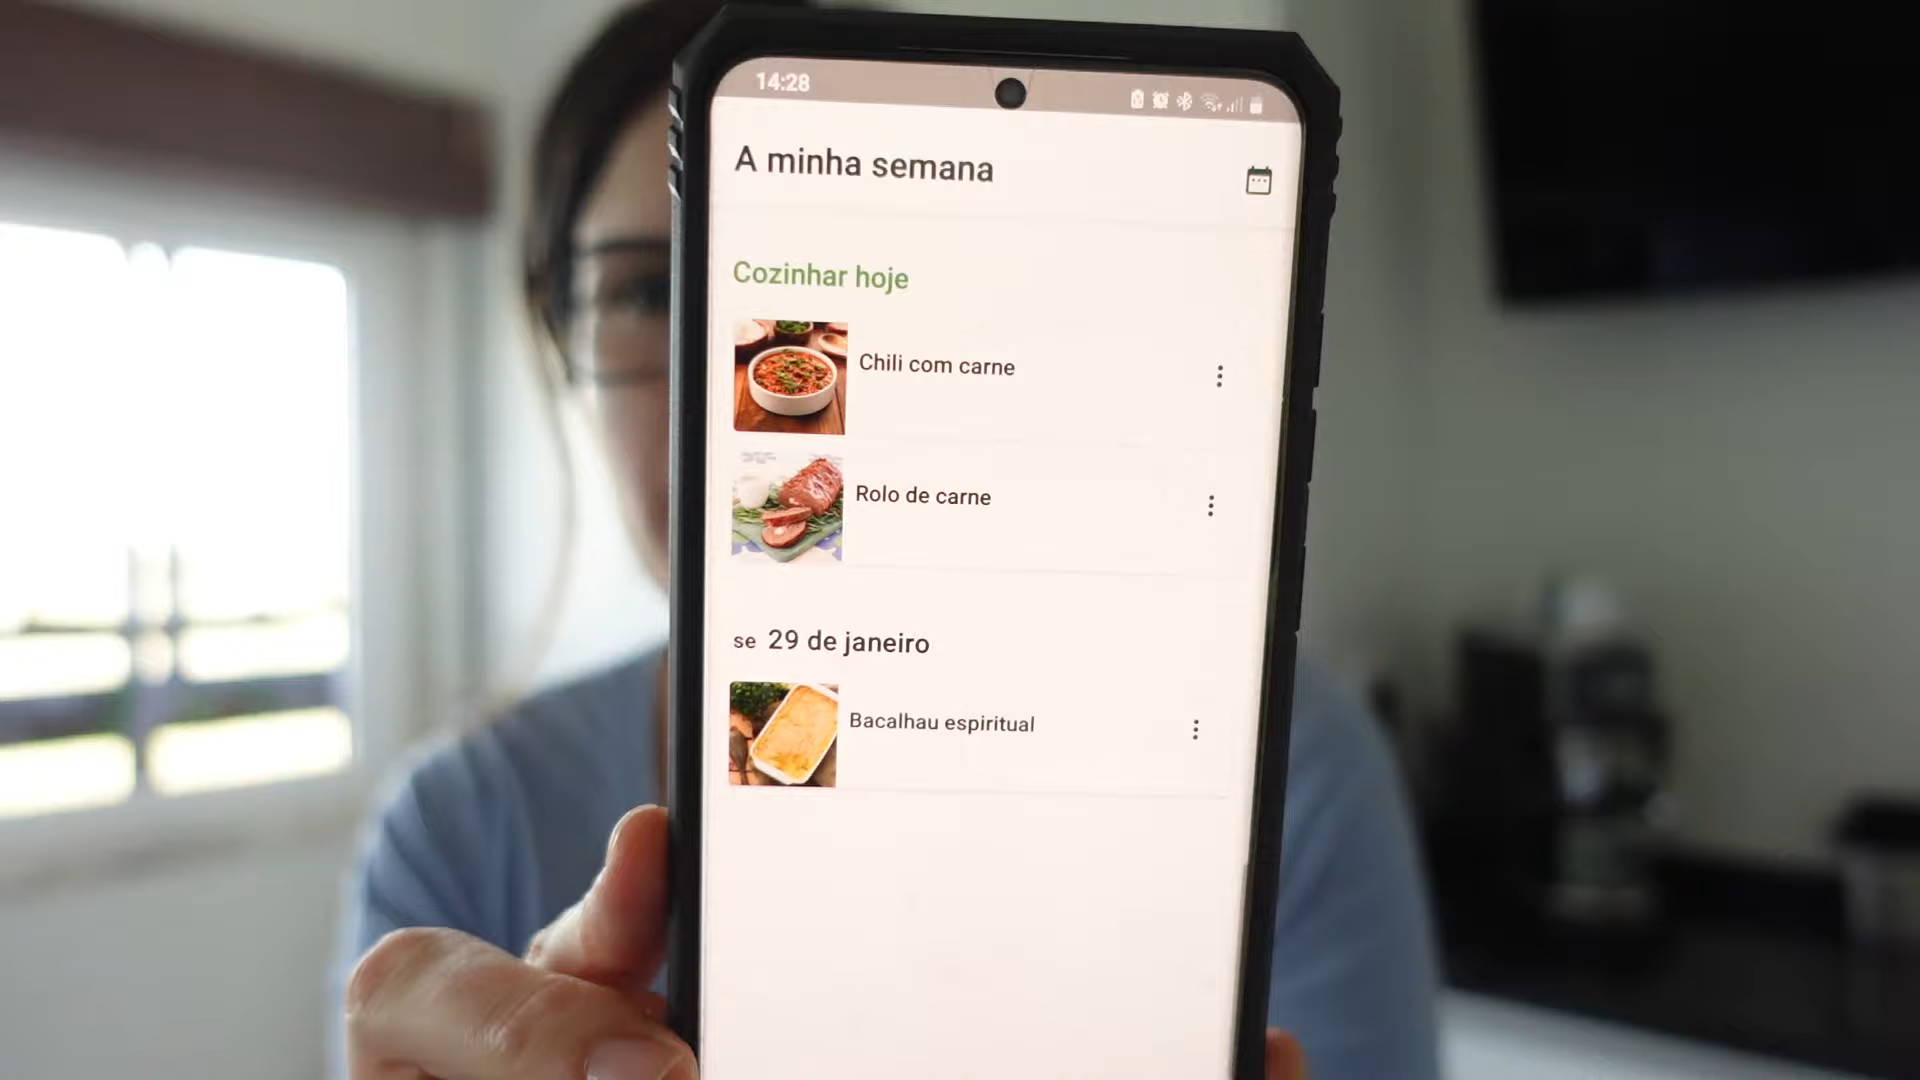 14:28
A minha semana
Cozinhar hoje
Chili com carne
Rolo de carne
se 29 de janeiro
Bacalhau espiritual